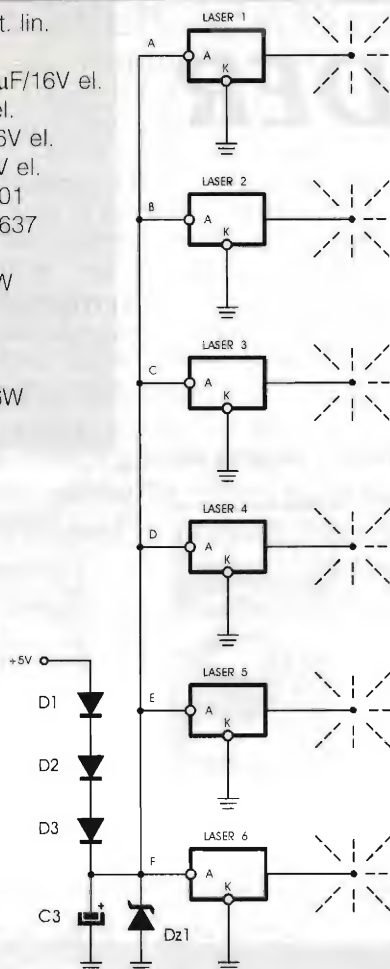 t. lin.
µF/16V el.
el.
6V el.
V el.
01
637
W
6W
LASER 1
A
A
K
LASER 2
B
A
K
LASER 3
C
A
K
LASER 4
D
A
K
LASER 5
E
A
K
LASER 6
F
A
K
+5V
D1
D2
D3
C3
+
Dz1